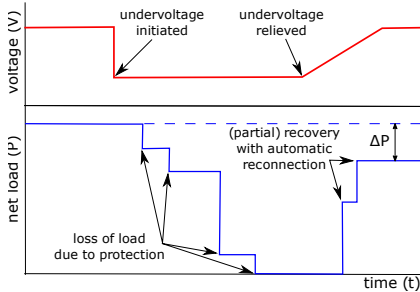 undervoltage
initiated
undervoltage
relieved
voltage (V)
(partial) recovery
with automatic
reconnection
ΔP
net load (P)
loss of load
due to protection
time (t)